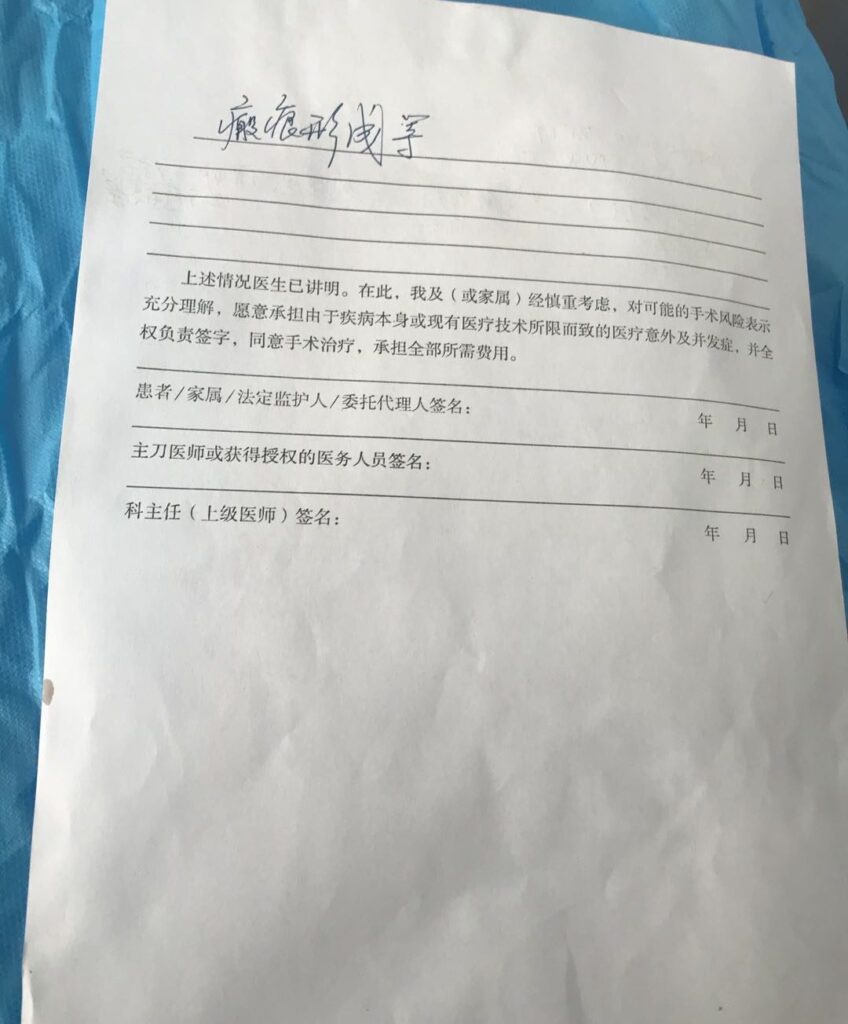 瘢痕形成等
上述情况医生已讲明。在此，我及（或家属）经慎重考虑，对可能的手术风险表示
充分理解，愿意承担由于疾病本身或现有医疗技术所限而致的医疗意外及并发症，并全
权负责签字，同意手术治疗，承担全部所需费用。
患者/家属/法定监护人/委托代理人签名： 年 月 日
主刀医师或获得授权的医务人员签名： 年 月 日
科主任（上级医师）签名： 年 月 日